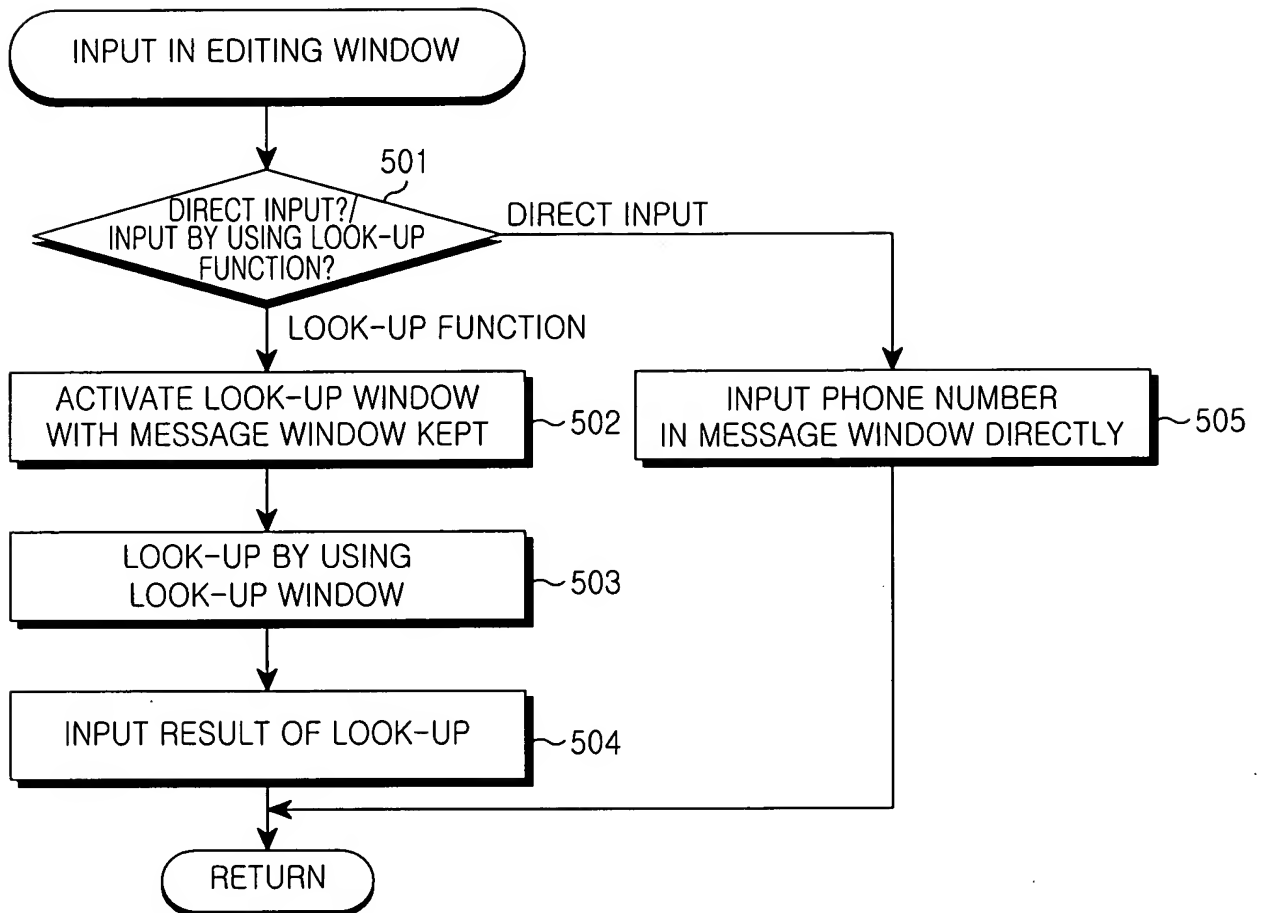 INPUT IN EDITING WINDOW
501
DIRECT INPUT?/
INPUT BY USING LOOK-UP
FUNCTION?
DIRECT INPUT
LOOK-UP FUNCTION
ACTIVATE LOOK-UP WINDOW
WITH MESSAGE WINDOW KEPT
502
INPUT PHONE NUMBER
IN MESSAGE WINDOW DIRECTLY
505
LOOK-UP BY USING
LOOK-UP WINDOW
503
INPUT RESULT OF LOOK-UP
504
RETURN